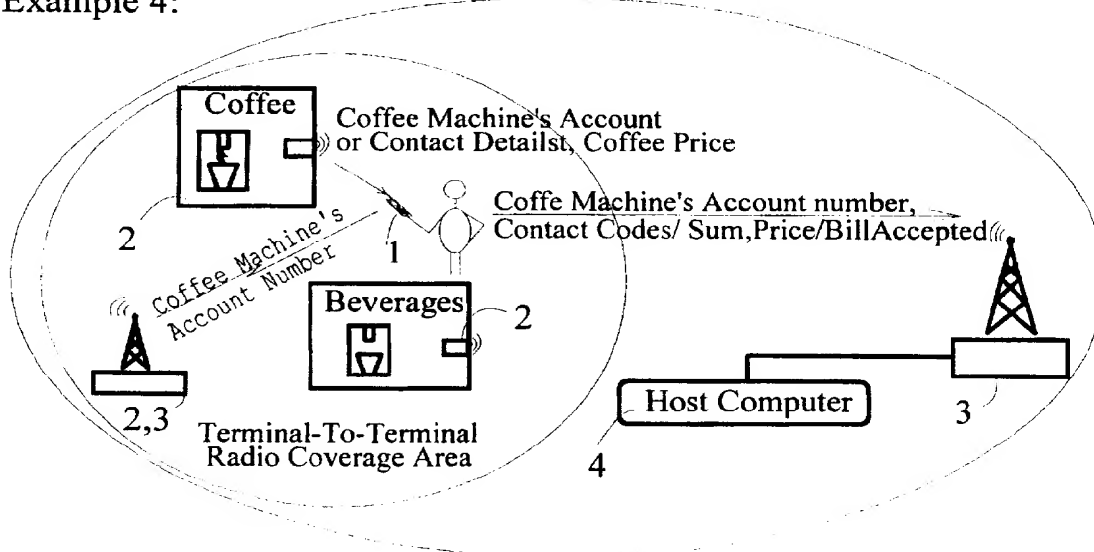 Example 4:
Coffee
Coffee Machine's Account
or Contact Detailst, Coffee Price
2
1
Coffe Machine's Account number,
Contact Codes/ Sum,Price/BillAccepted
Coffee Machine's
Account Number
Beverages
2
2,3
Terminal-To-Terminal
Radio Coverage Area
Host Computer
4
3